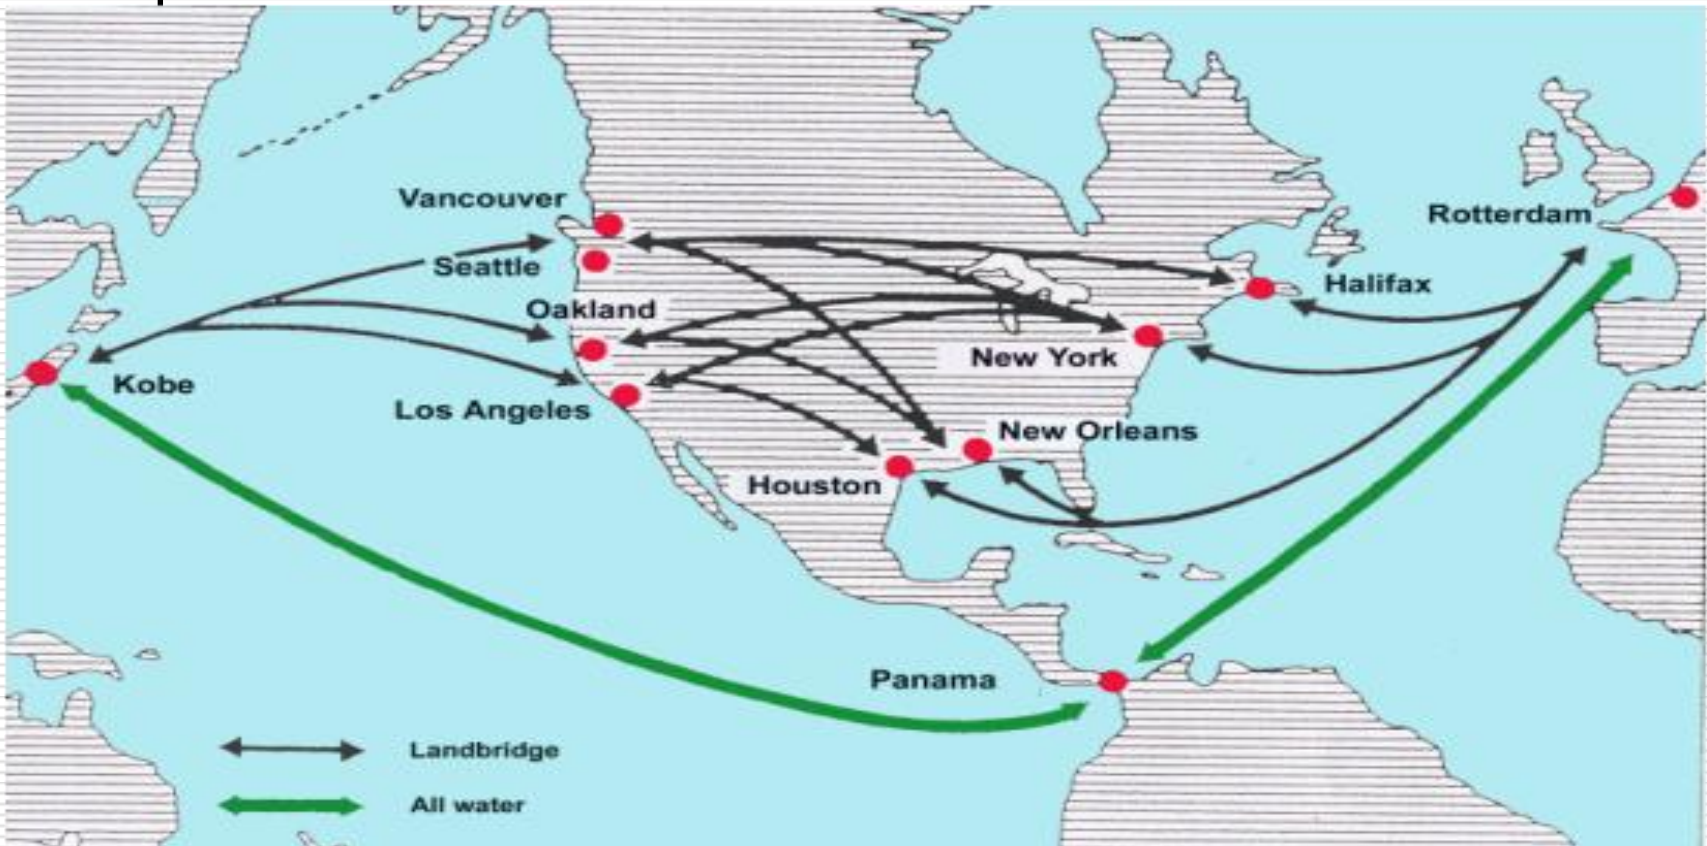 Vancouver
Rotterdam
Seattle
Halifax
Oakland
New York
Kobe
Los Angeles
New Orleans
Houston
Panama
Landbridge
All water